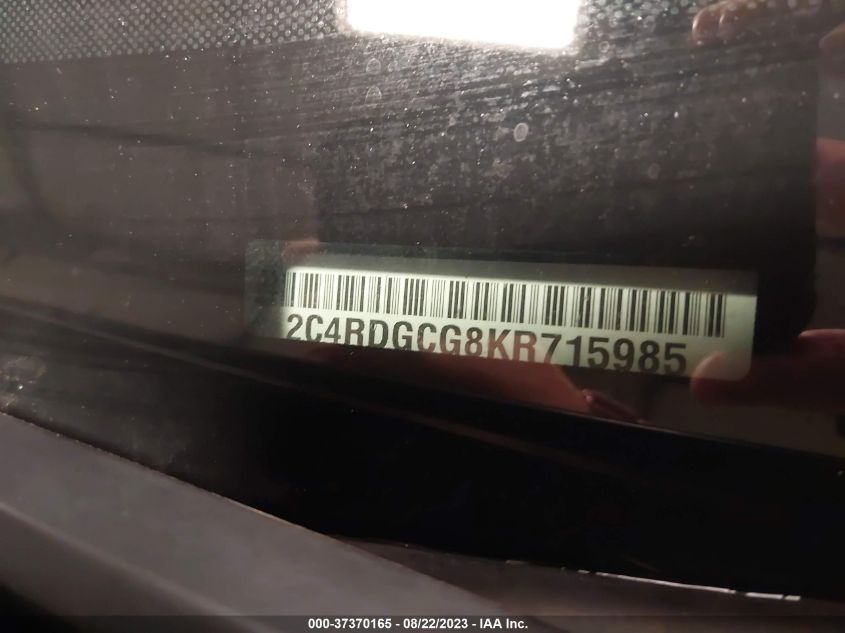 2C4RDGCG8KR715985
000-37370165 - 08/22/2023 - IAA Inc.